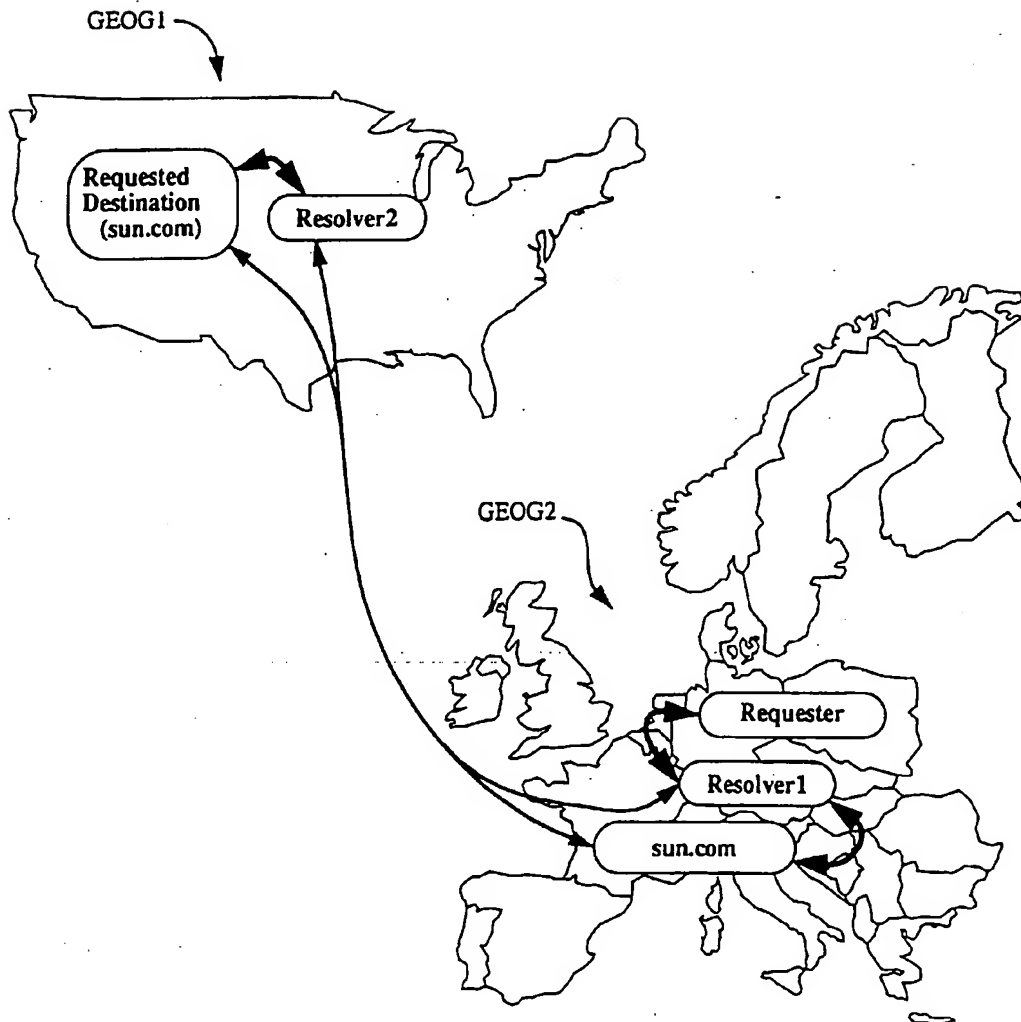 GEOG1
Requested
Destination
(sun.com)
Resolver2
GEOG2
Requester
Resolver1
sun.com